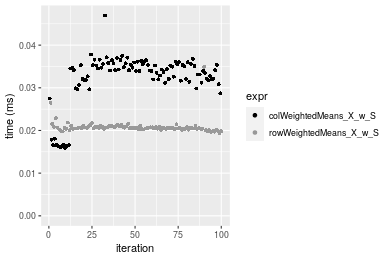 0.04
0.03
0.02
0.01
0.00
time (ms)
0
25
50
75
100
iteration
expr
colWeightedMeans_X_w_S
rowWeightedMeans_X_w_S